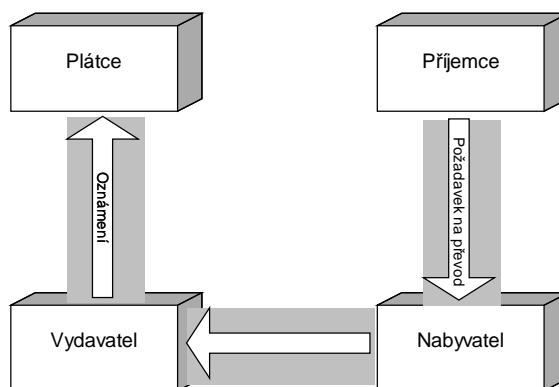 Plátce
Příjemce
Oznámení
Požadavek na převod
Vydavatel
Nabyvatel